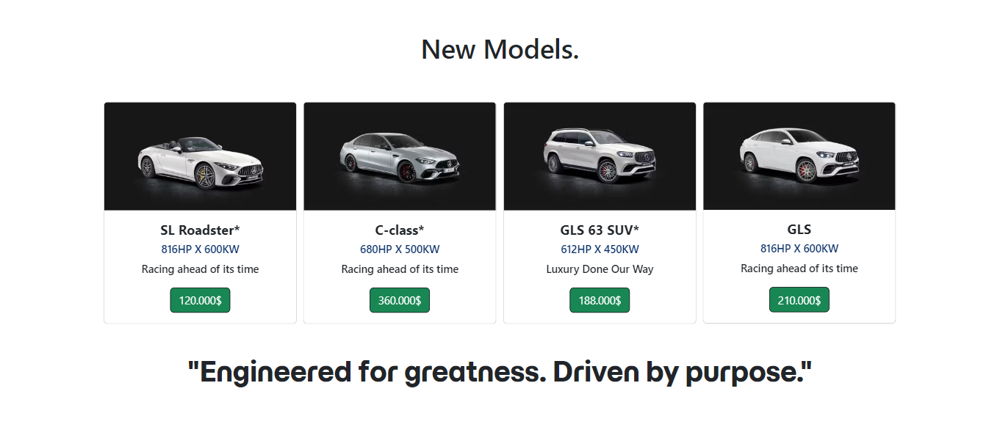 New Models.
SL Roadster*
816HP X 600KW
Racing ahead of its time
120.000$
C-class*
680HP X 500KW
Racing ahead of its time
360.000$
GLS 63 SUV*
612HP X 450KW
Luxury Done Our Way
188.000$
GLS
816HP X 600KW
Racing ahead of its time
210.000$
"Engineered for greatness. Driven by purpose."